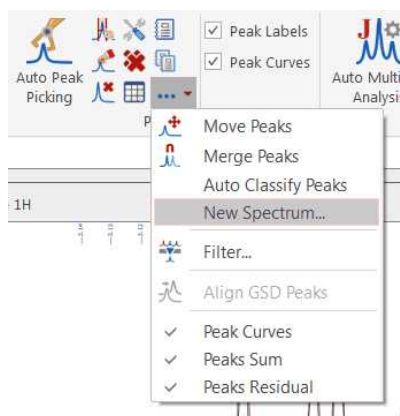 Auto Peak
Picking
Peak Labels
Peak Curves
Auto Multi
Analysis
P
Move Peaks
Merge Peaks
Auto Classify Peaks
New Spectrum...
1H
Filter...
Align GSD Peaks
Peak Curves
Peaks Sum
Peaks Residual